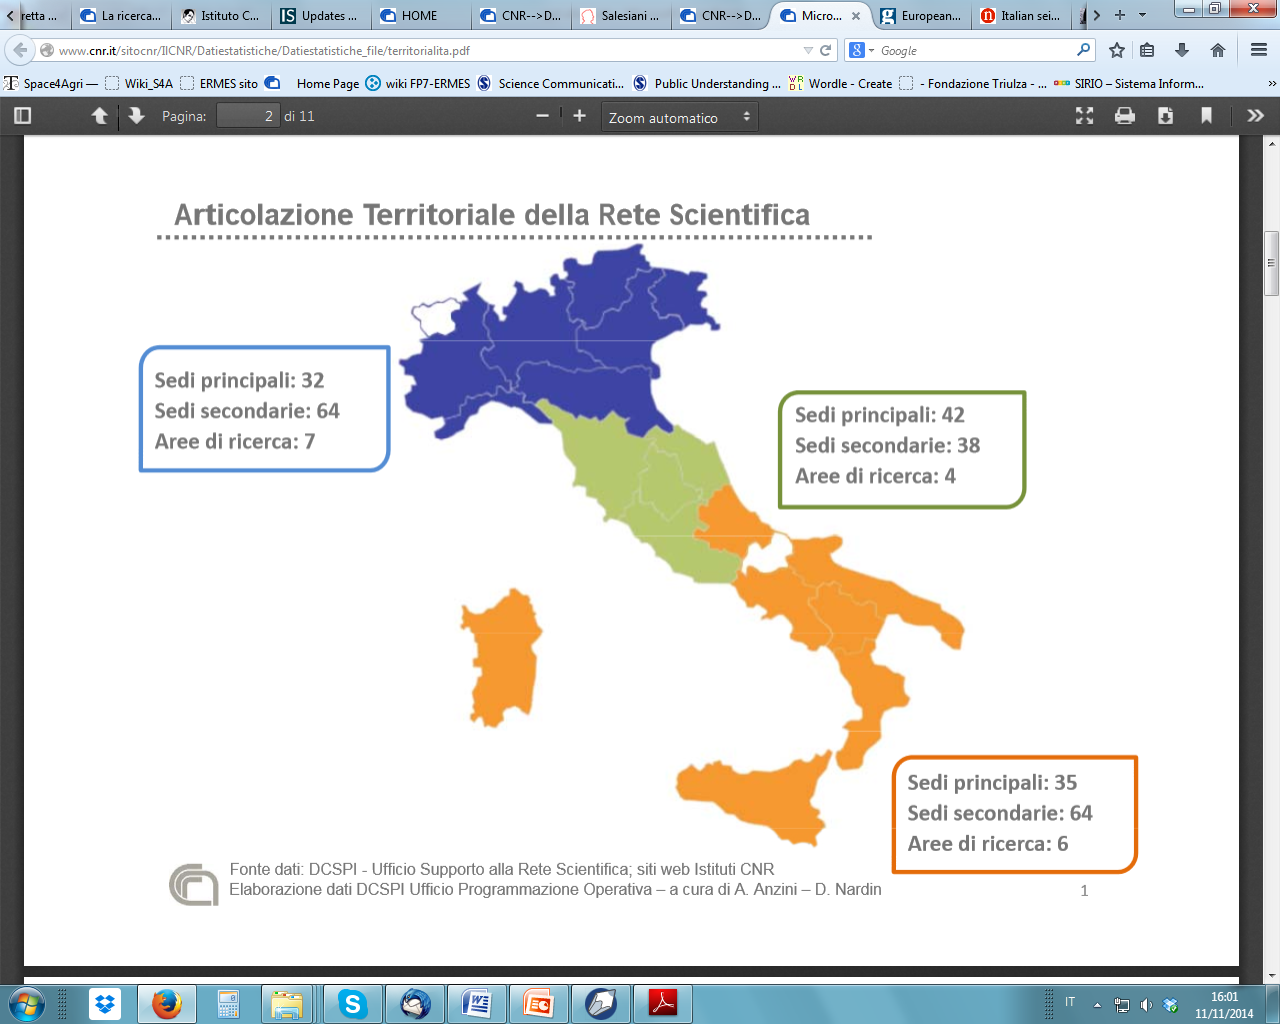 retta ...
La ricerca...
Istituto C...
Updates ...
HOME
CNR-->D...
Salesiani ...
CNR-->D...
Micro...
European...
Italian sei...
www.cnr.it/sitocnr/IlCNR/Datiestatistiche/Datiestatistiche_file/territorialita.pdf
Google
Space4Agri —
Wiki_S4A
ERMES sito
Home Page
wiki FP7-ERMES
Science Communicati...
Public Understanding ...
Wordle - Create
- Fondazione Triulza - ...
SIRIO – Sistema Inform...
Pagina: 2 di 11
Zoom automatico
Articolazione Territoriale della Rete Scientifica
Sedi principali: 32
Sedi secondarie: 64
Aree di ricerca: 7
Sedi principali: 42
Sedi secondarie: 38
Aree di ricerca: 4
Sedi principali: 35
Sedi secondarie: 64
Aree di ricerca: 6
Fonte dati: DCSPI - Ufficio Supporto alla Rete Scientifica; siti web Istituti CNR
Elaborazione dati DCSPI Ufficio Programmazione Operativa – a cura di A. Anzini – D. Nardin
1
IT
16:01
11/11/2014